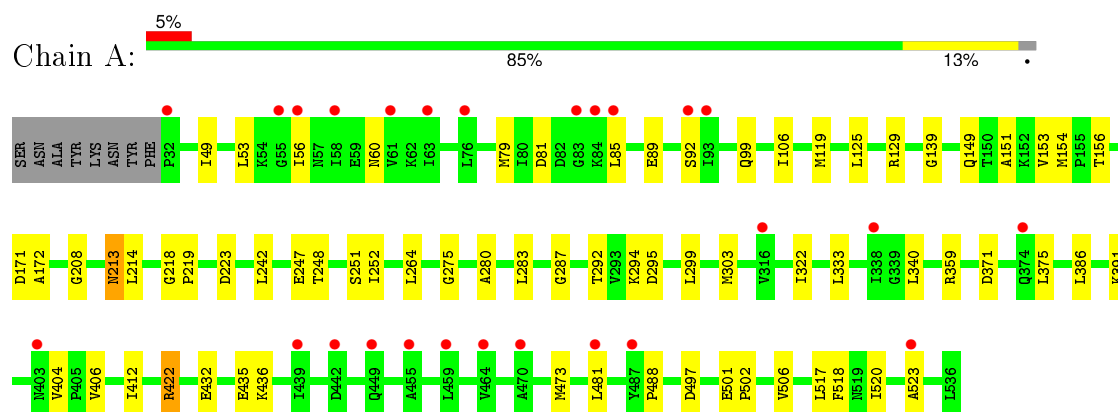 5%
Chain A:
85% 13% •
SER ASN ALA TYR LYS ASN TYR PHE P32 I49 L53 K54 G55 I56 N57 I58 E59 N60 V61 K62 I63 L76 M79 I80 D81 D82 G83 K84 L85 E89 S92 I93 Q99 I106 M119 L125 R129 G139 Q149 T150 A151 K152 V153 M154 P155 T156
D171 A172 G208 N213 L214 G218 P219 D223 L242 E247 T248 S251 I252 L264 G275 A280 L283 G287 T292 V293 K294 D295 L299 M303 V316 I322 L333 I338 G339 L340 R359 D371 Q374 L375 L386 K391
N403 V404 P405 V406 I412 R422 E432 E435 K436 I439 D442 Q449 A455 L459 V464 A470 M473 L481 Y487 P488 D497 E501 P502 V506 L517 F518 N519 I520 A523 L536